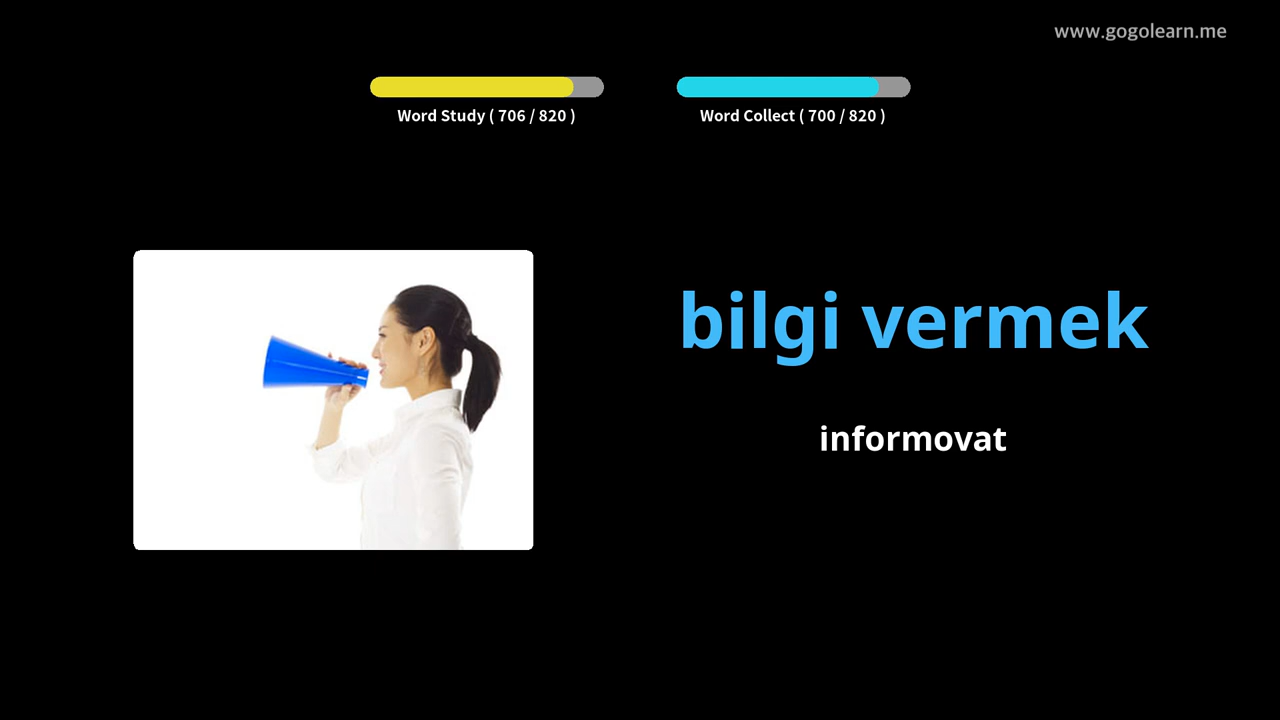 www.gogolearn.me
Word Study ( 706 / 820 )
Word Collect ( 700 / 820 )
bilgi vermek
informovat